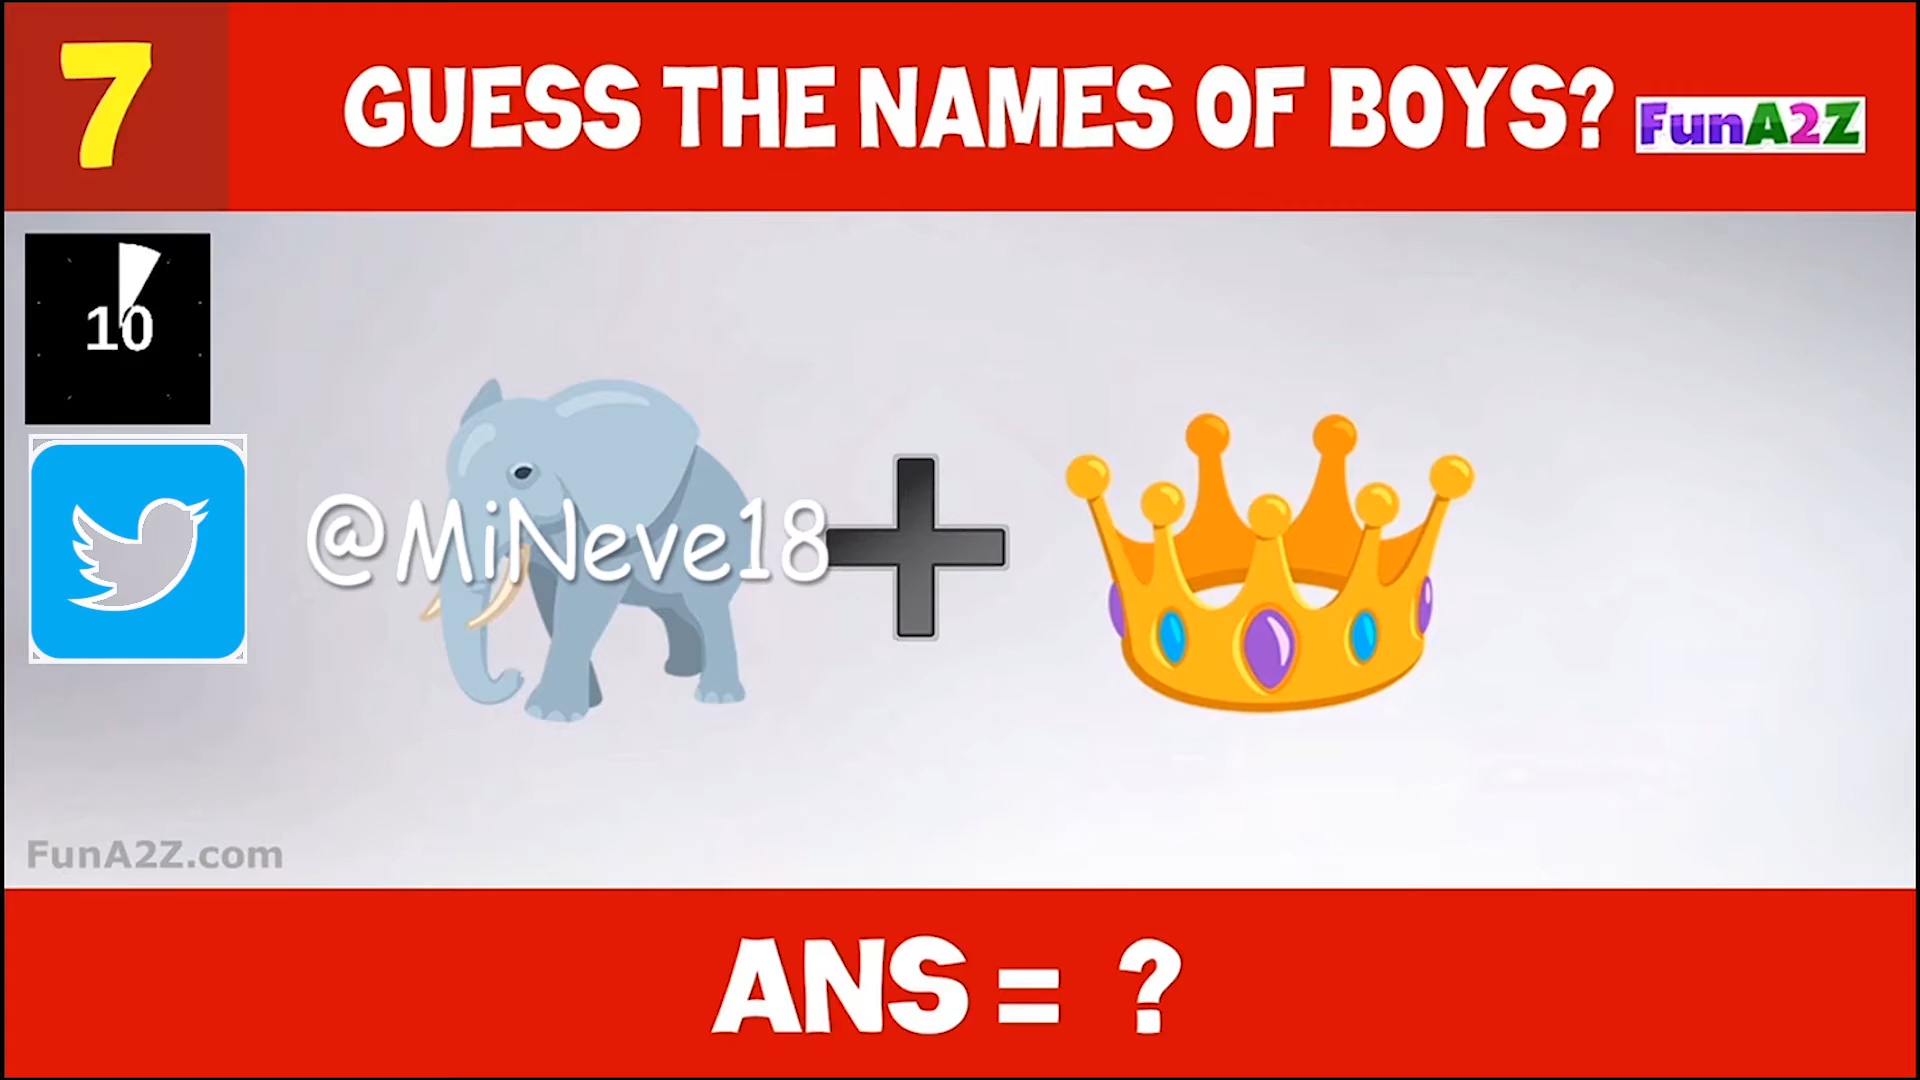 7
GUESS THE NAMES OF BOYS?
FunA2Z
10
@MiNeve18
FunA2Z.com
ANS = ?